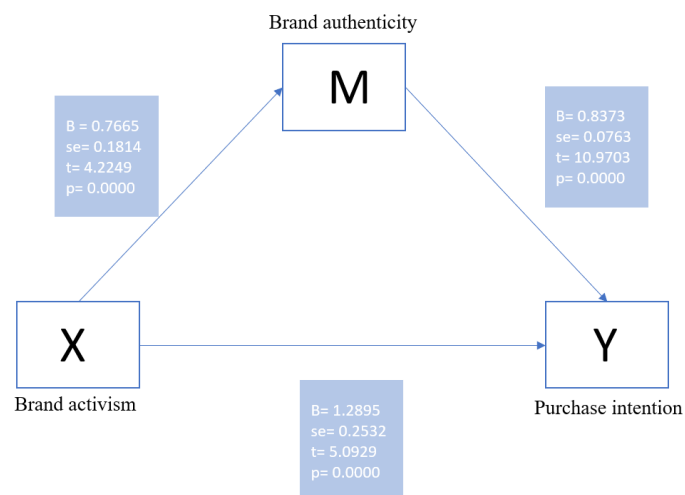 Brand authenticity
M
B = 0.7665
se= 0.1814
t= 4.2249
p= 0.0000
B= 0.8373
se= 0.0763
t= 10.9703
p= 0.0000
X
Y
Brand activism
Purchase intention
B= 1.2895
se= 0.2532
t= 5.0929
p= 0.0000